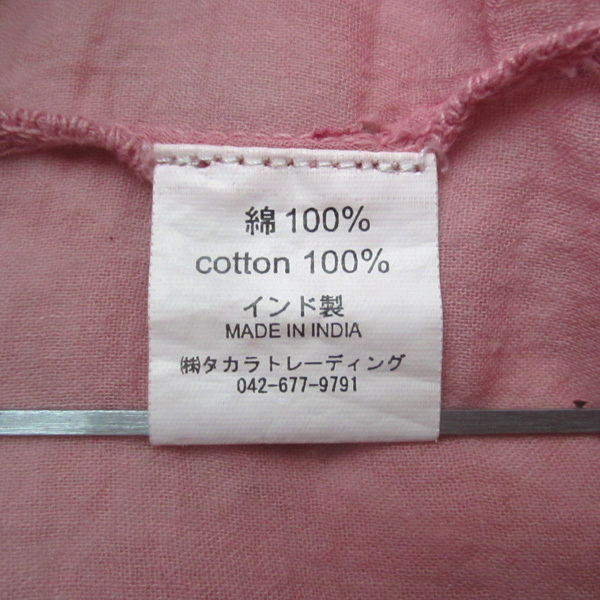 綿 100%
cotton 100%
インド製
MADE IN INDIA
㈱タカラトレーディング
042-677-9791